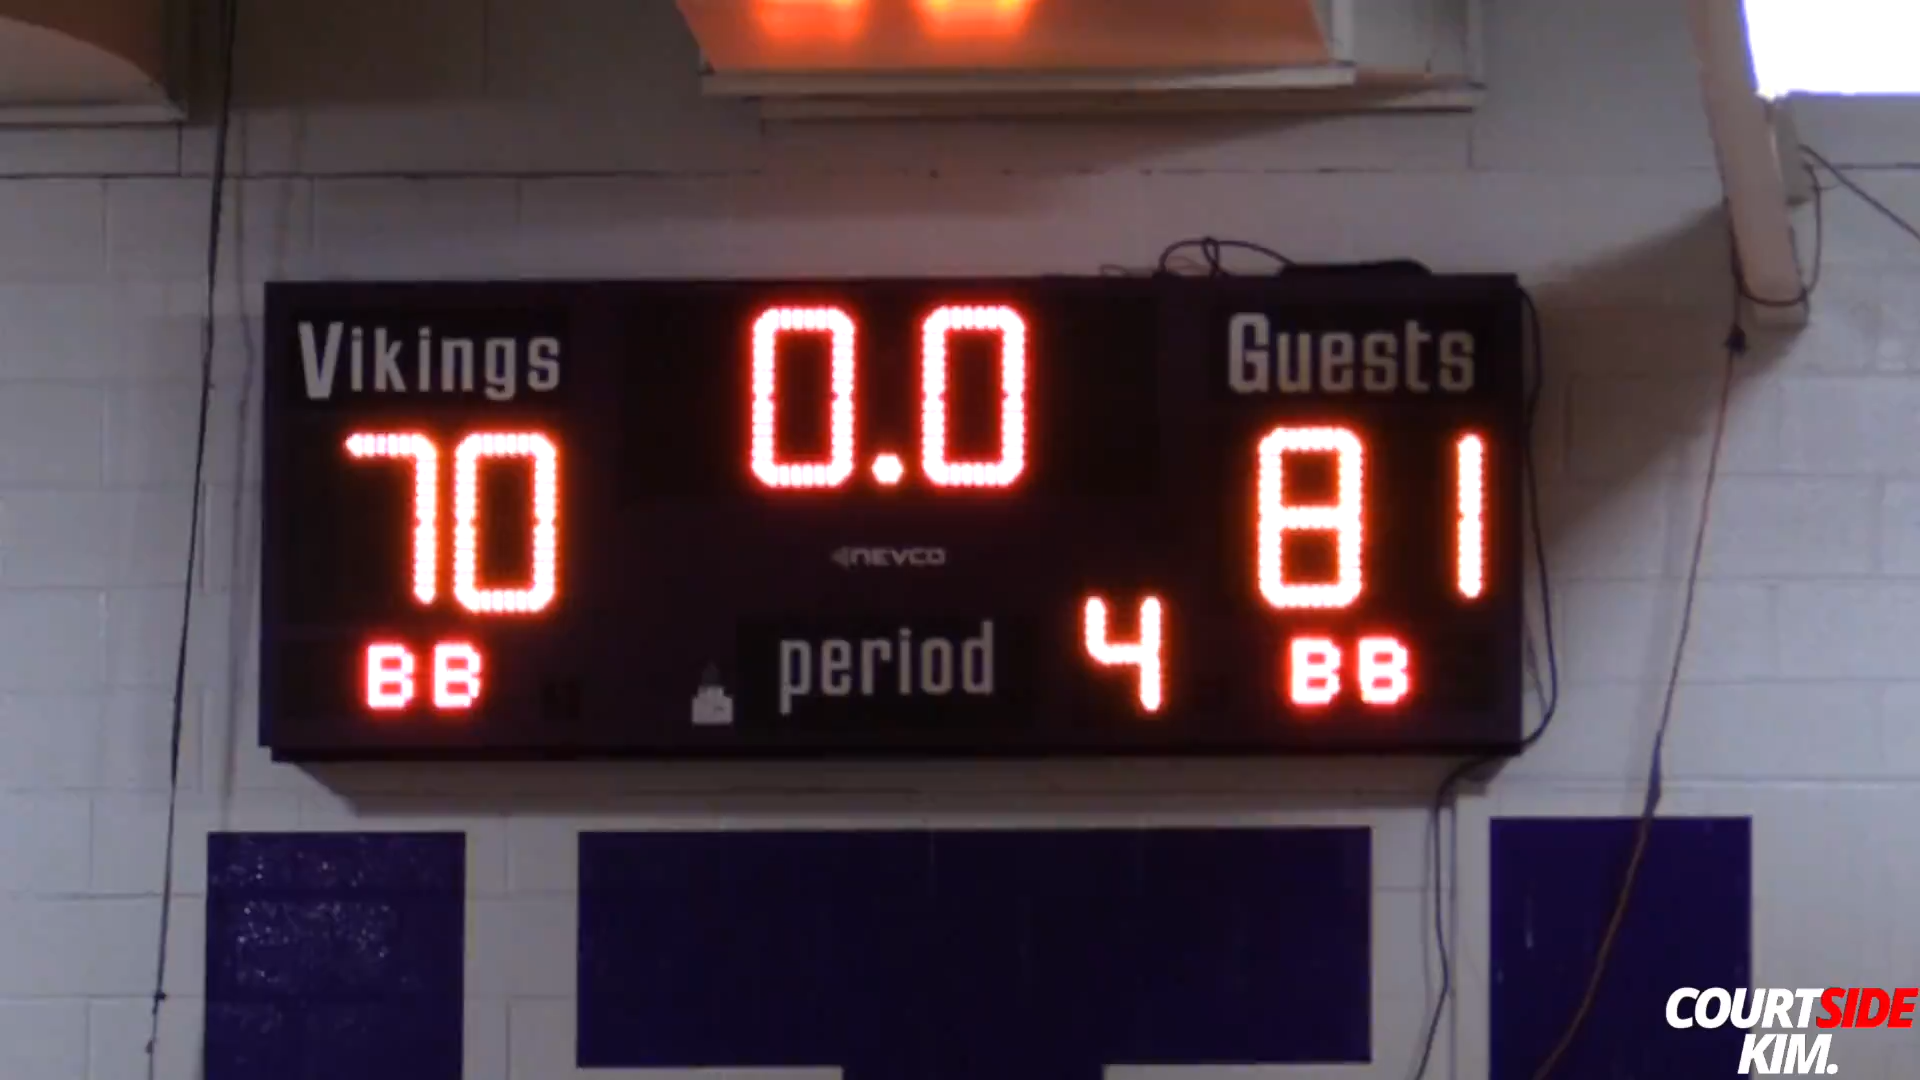 Vikings
0.0
Guests
70
81
NEVCO
period
4
BB
BB
COURTSIDE
KIM.